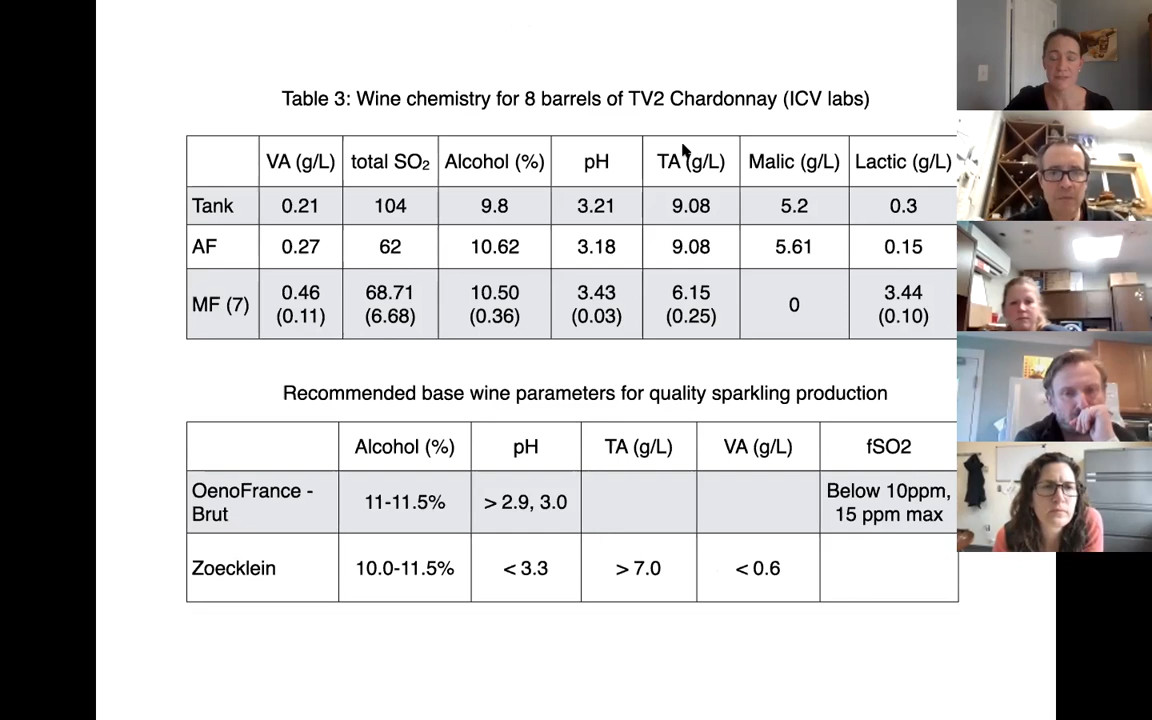 Table 3: Wine chemistry for 8 barrels of TV2 Chardonnay (ICV labs)
VA (g/L) total SO₂ Alcohol (%) pH TA (g/L) Malic (g/L) Lactic (g/L)
Tank 0.21 104 9.8 3.21 9.08 5.2 0.3
AF 0.27 62 10.62 3.18 9.08 5.61 0.15
MF (7) 0.46 68.71 10.50 3.43 6.15 0 3.44
(0.11) (6.68) (0.36) (0.03) (0.25) (0.10)
Recommended base wine parameters for quality sparkling production
Alcohol (%) pH TA (g/L) VA (g/L) fSO2
OenoFrance - 11-11.5% > 2.9, 3.0 Below 10ppm,
Brut 15 ppm max
Zoecklein 10.0-11.5% < 3.3 > 7.0 < 0.6